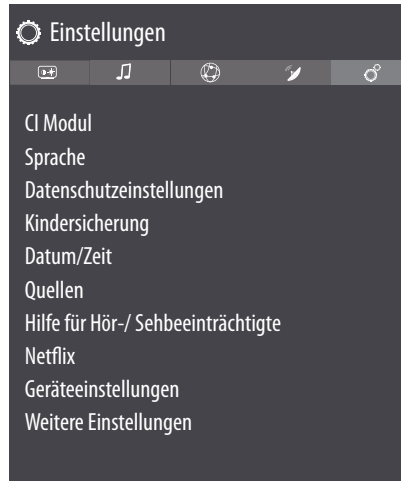 Einstellungen
CI Modul
Sprache
Datenschutzeinstellungen
Kindersicherung
Datum/Zeit
Quellen
Hilfe für Hör-/ Sehbeeinträchtigte
Netflix
Geräteeinstellungen
Weitere Einstellungen